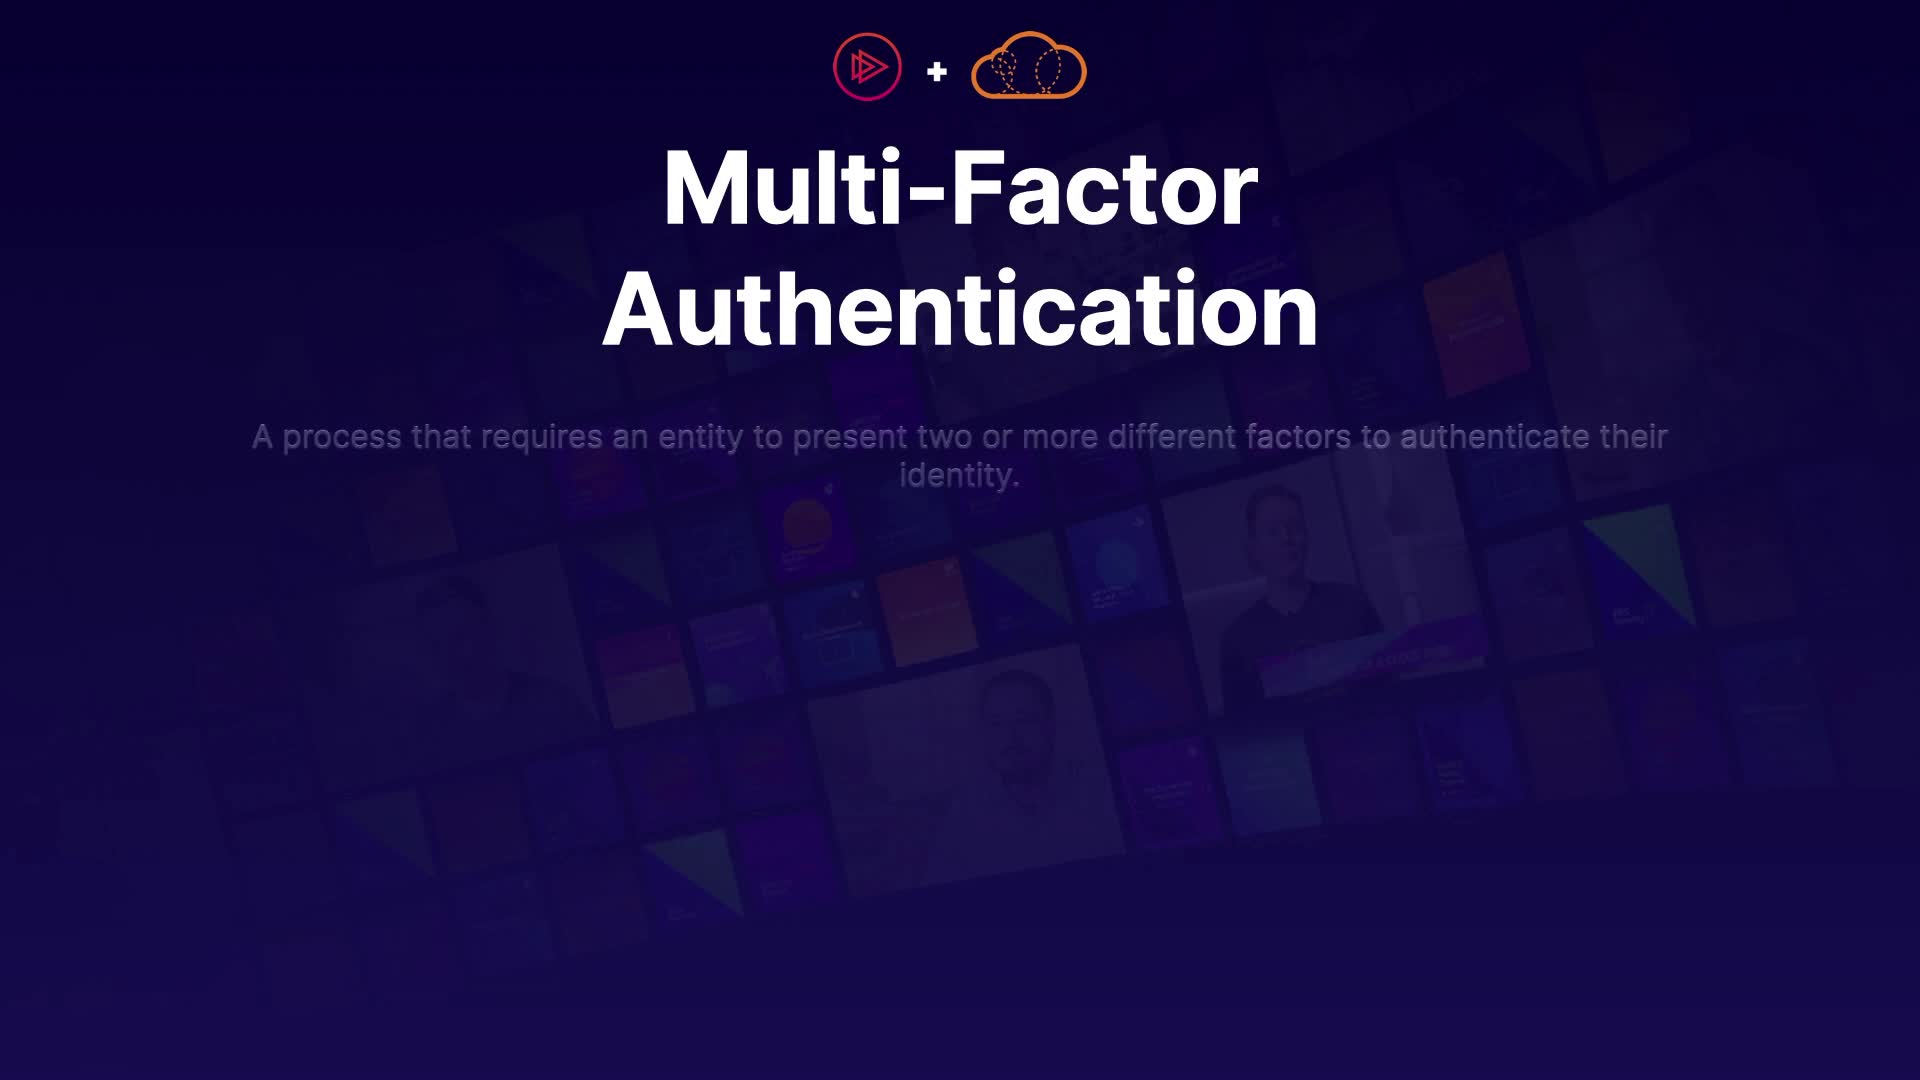 +
Multi-Factor
Authentication
A process that requires an entity to present two or more different factors to authenticate their
identity.